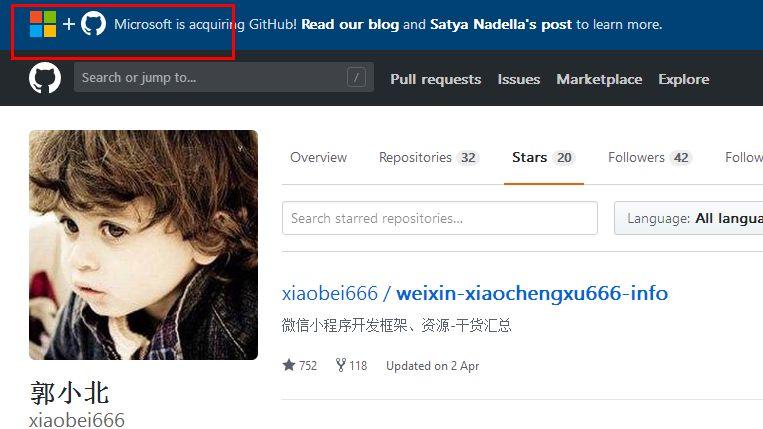 Microsoft is acquiring GitHub! Read our blog and Satya Nadella's post to learn more.
Search or jump to... /
Pull requests Issues Marketplace Explore
Overview Repositories 32 Stars 20 Followers 42 Follow
Search starred repositories...
Language: All langua
xiaobei666 / weixin-xiaochengxu666-info
微信小程序开发框架、资源-干货汇总
752 118 Updated on 2 Apr
郭小北
xiaobei666